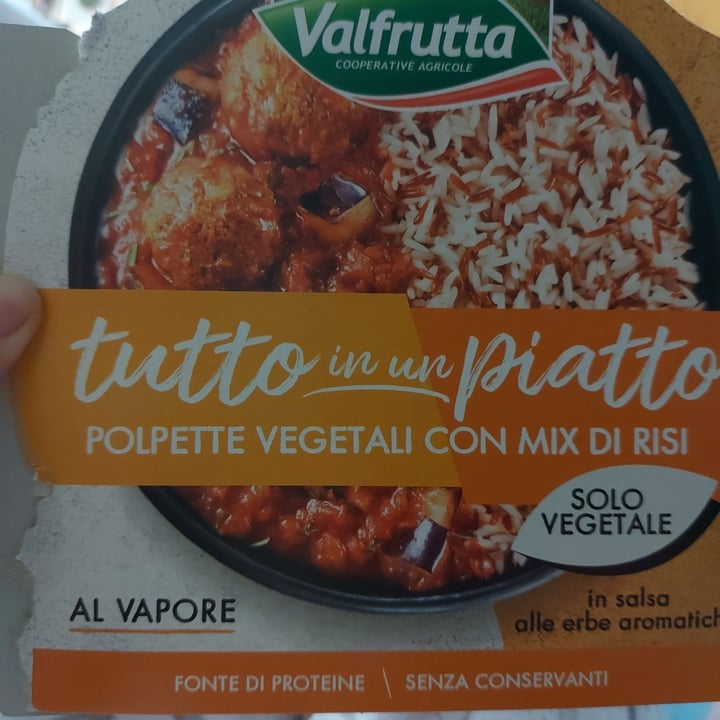 Valfrutta
COOPERATIVE AGRICOLE
tutto in un piatto
POLPETTE VEGETALI CON MIX DI RISI
SOLO
VEGETALE
AL VAPORE
in salsa
alle erbe aromatich
FONTE DI PROTEINE \ SENZA CONSERVANTI